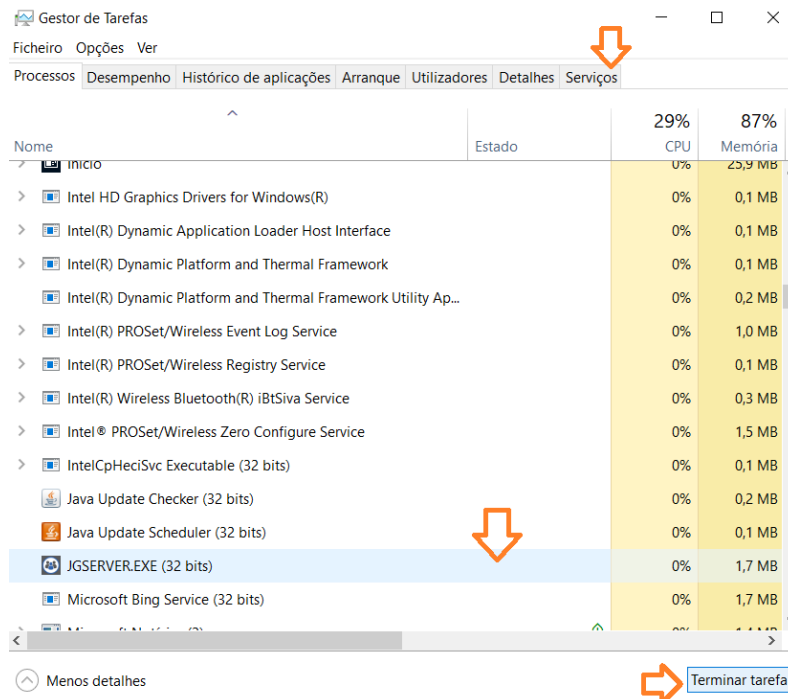 Gestor de Tarefas
Ficheiro Opções Ver
Processos Desempenho Histórico de aplicações Arranque Utilizadores Detalhes Serviços
29% 87%
Nome Estado CPU Memória
Início 0% 25,9 MB
Intel HD Graphics Drivers for Windows(R) 0% 0,1 MB
Intel(R) Dynamic Application Loader Host Interface 0% 0,1 MB
Intel(R) Dynamic Platform and Thermal Framework 0% 0,1 MB
Intel(R) Dynamic Platform and Thermal Framework Utility Ap... 0% 0,2 MB
Intel(R) PROSet/Wireless Event Log Service 0% 1,0 MB
Intel(R) PROSet/Wireless Registry Service 0% 0,1 MB
Intel(R) Wireless Bluetooth(R) iBtSiva Service 0% 0,3 MB
Intel® PROSet/Wireless Zero Configure Service 0% 1,5 MB
IntelCpHeciSvc Executable (32 bits) 0% 0,1 MB
Java Update Checker (32 bits) 0% 0,2 MB
Java Update Scheduler (32 bits) 0% 0,1 MB
JGSERVER.EXE (32 bits) 0% 1,7 MB
Microsoft Bing Service (32 bits) 0% 1,7 MB
Menos detalhes Terminar tarefa